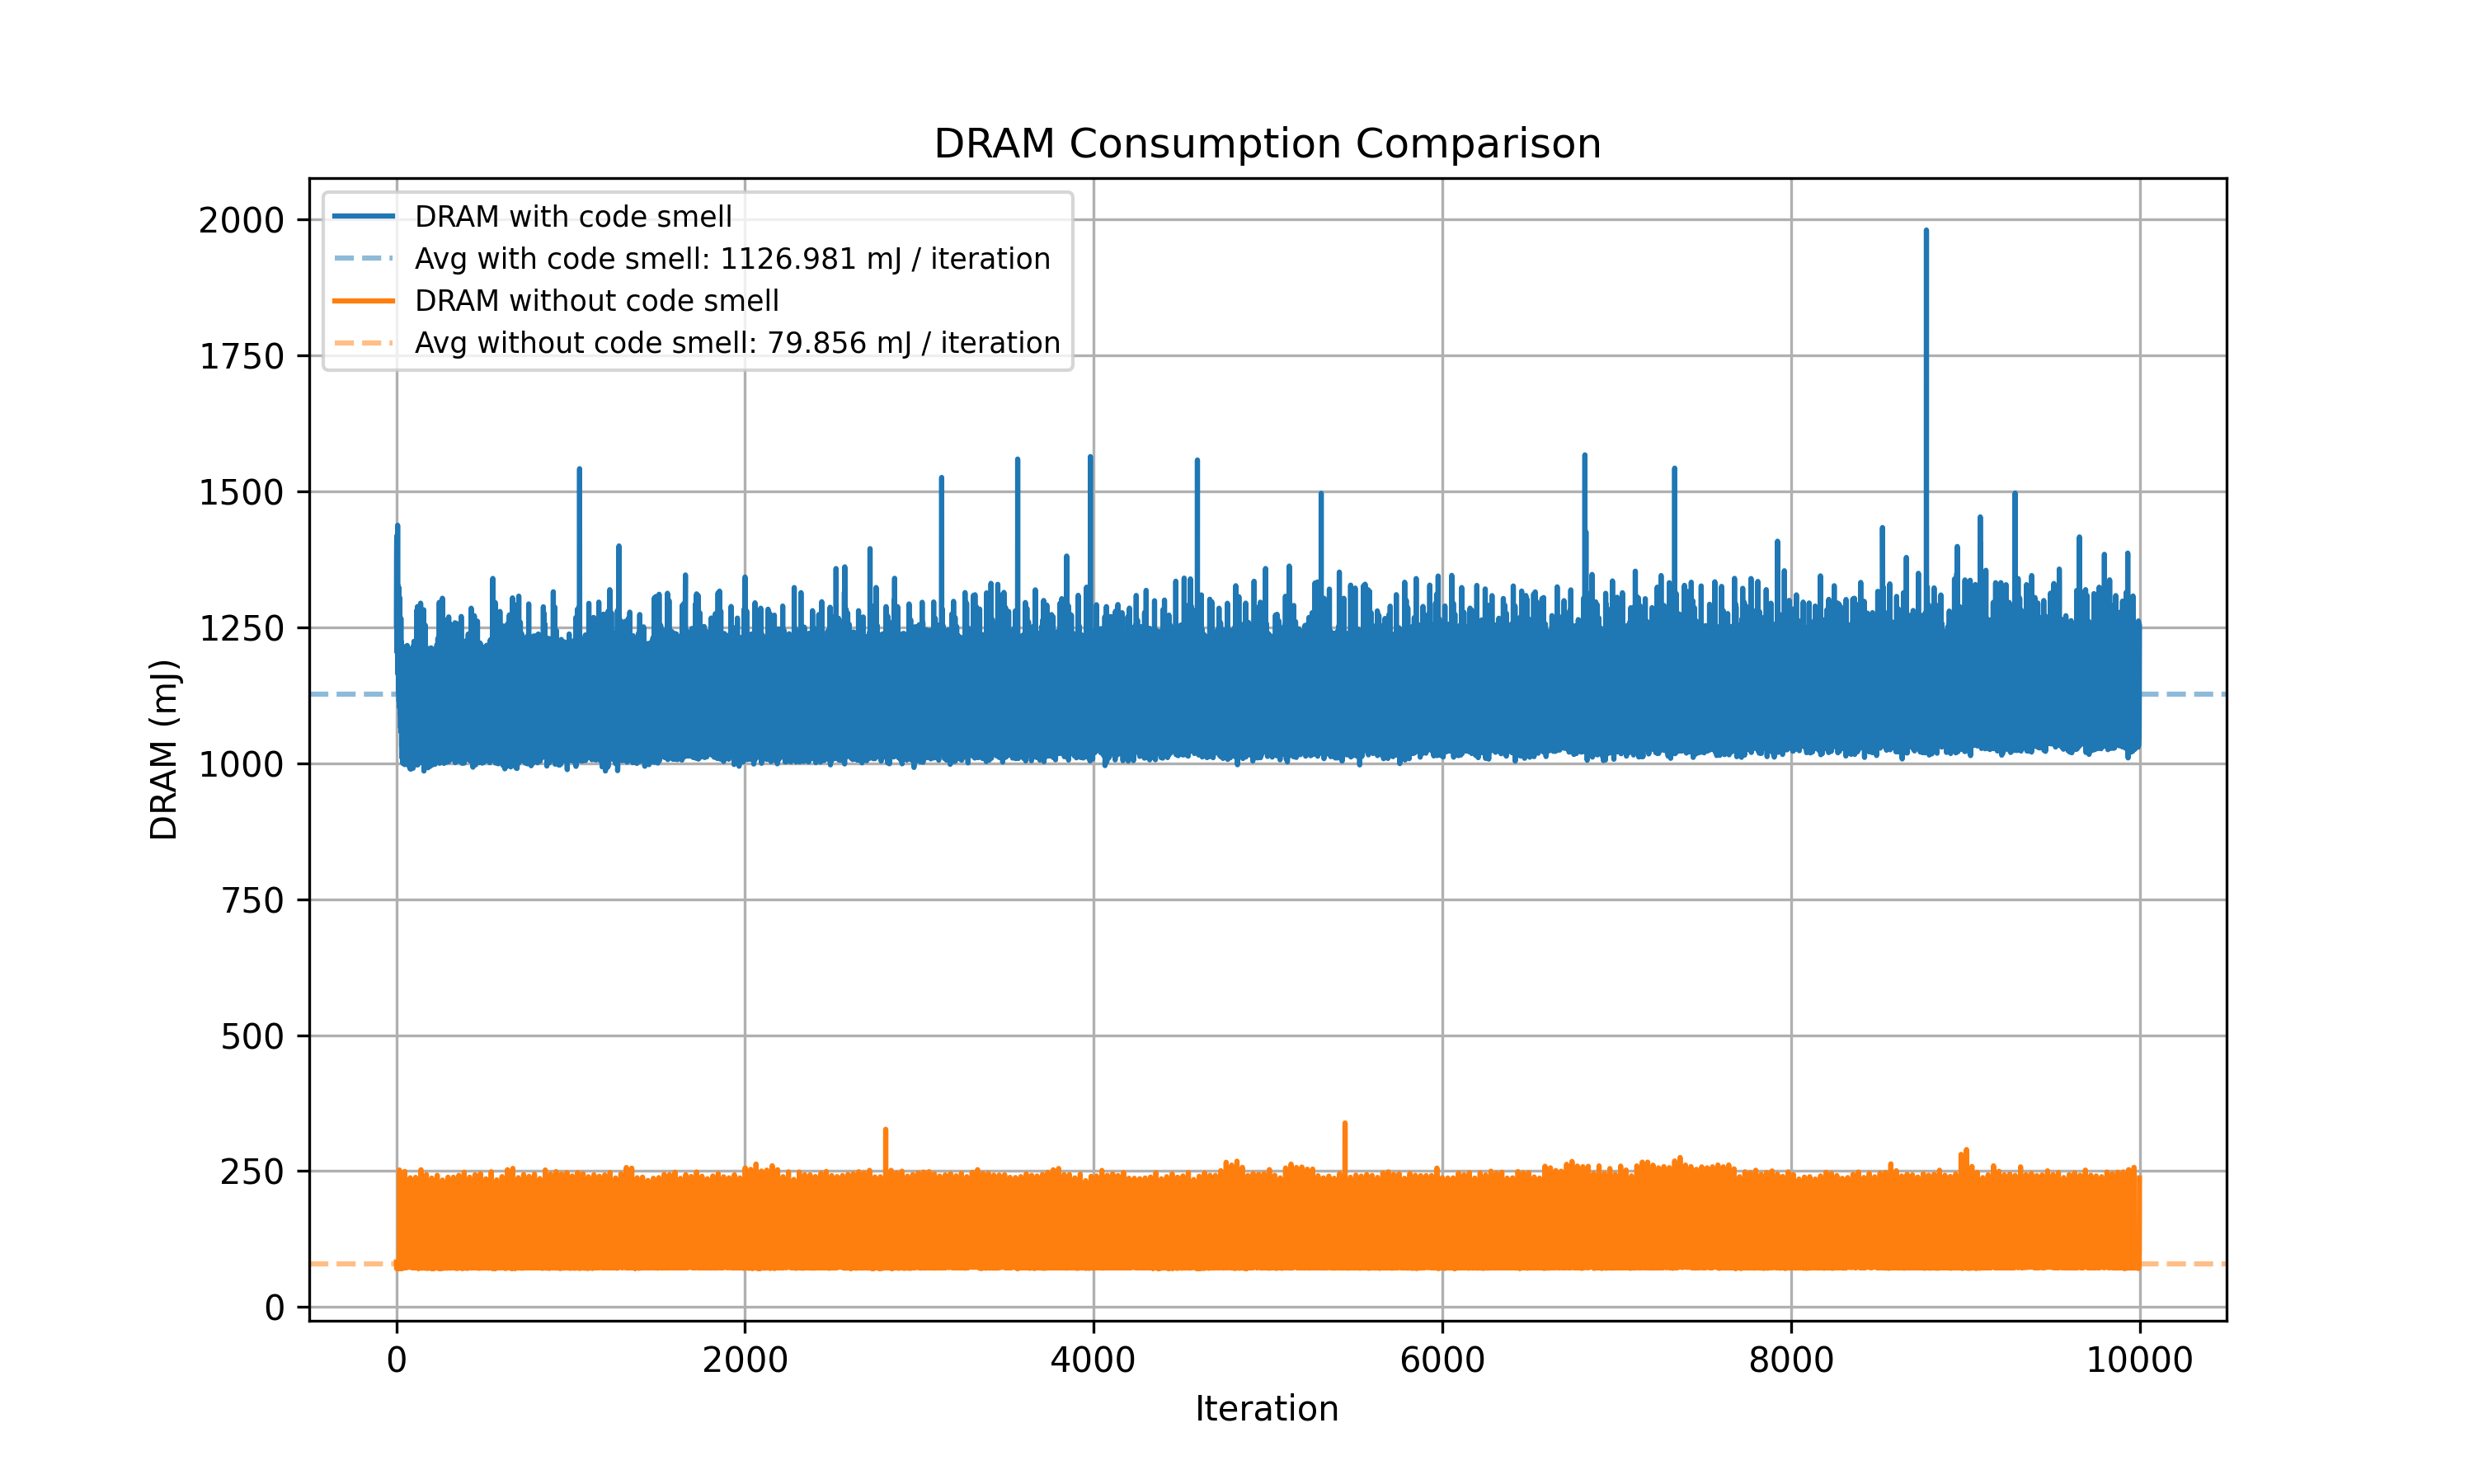 DRAM Consumption Comparison
DRAM with code smell
Avg with code smell: 1126.981 mJ / iteration
DRAM without code smell
Avg without code smell: 79.856 mJ / iteration
2000
1750
1500
1250
1000
750
500
250
0
DRAM (mJ)
0 2000 4000 6000 8000 10000
Iteration